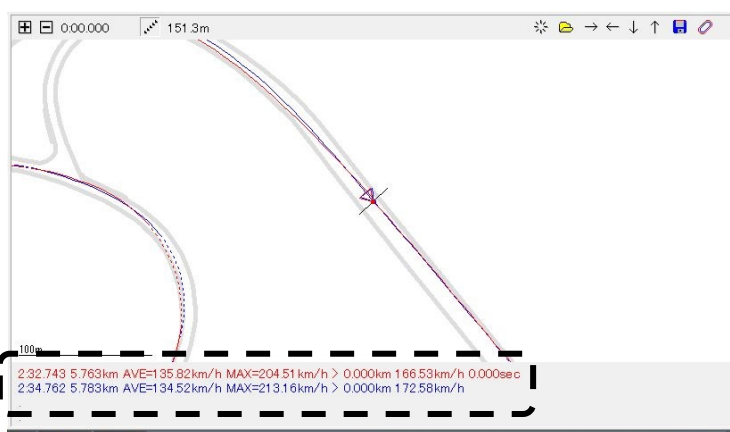 0:00.000 151.3m
100m
2:32.743 5.763km AVE=135.82km/h MAX=204.51km/h > 0.000km 166.53km/h 0.000sec
2:34.762 5.783km AVE=134.52km/h MAX=213.16km/h > 0.000km 172.58km/h